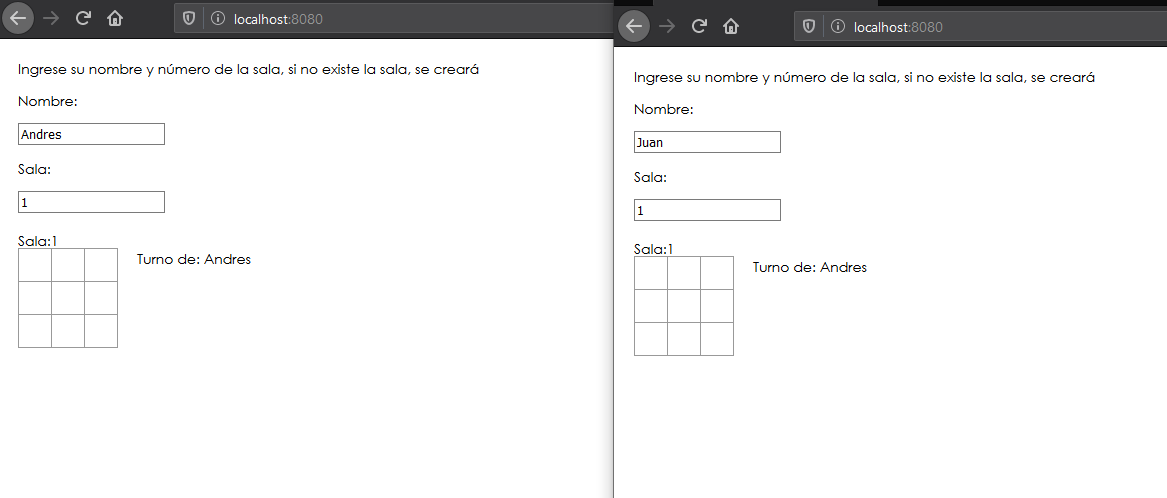 localhost:8080
Ingrese su nombre y número de la sala, si no existe la sala, se creará
Nombre:
Andres
Sala:
1
Sala:1
Turno de: Andres
localhost:8080
Ingrese su nombre y número de la sala, si no existe la sala, se creará
Nombre:
Juan
Sala:
1
Sala:1
Turno de: Andres